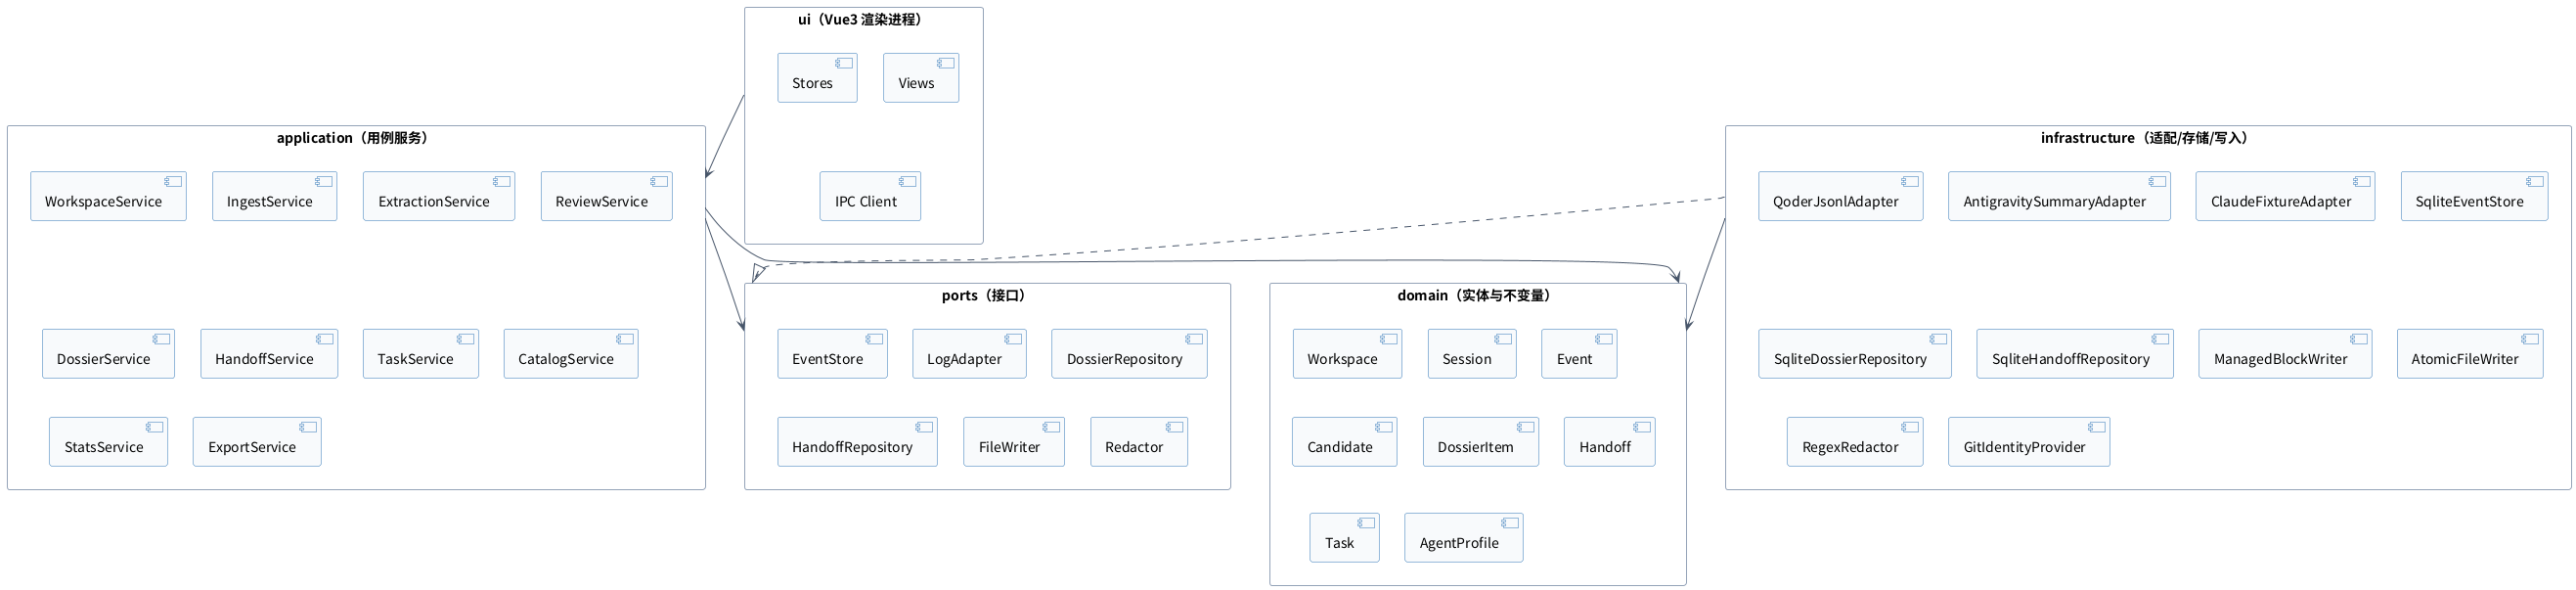 ui（Vue3 渲染进程）
Stores
Views
IPC Client
application（用例服务）
WorkspaceService
IngestService
ExtractionService
ReviewService
DossierService
HandoffService
TaskService
CatalogService
StatsService
ExportService
ports（接口）
EventStore
LogAdapter
DossierRepository
HandoffRepository
FileWriter
Redactor
domain（实体与不变量）
Workspace
Session
Event
Candidate
DossierItem
Handoff
Task
AgentProfile
infrastructure（适配/存储/写入）
QoderJsonlAdapter
AntigravitySummaryAdapter
ClaudeFixtureAdapter
SqliteEventStore
SqliteDossierRepository
SqliteHandoffRepository
ManagedBlockWriter
AtomicFileWriter
RegexRedactor
GitIdentityProvider